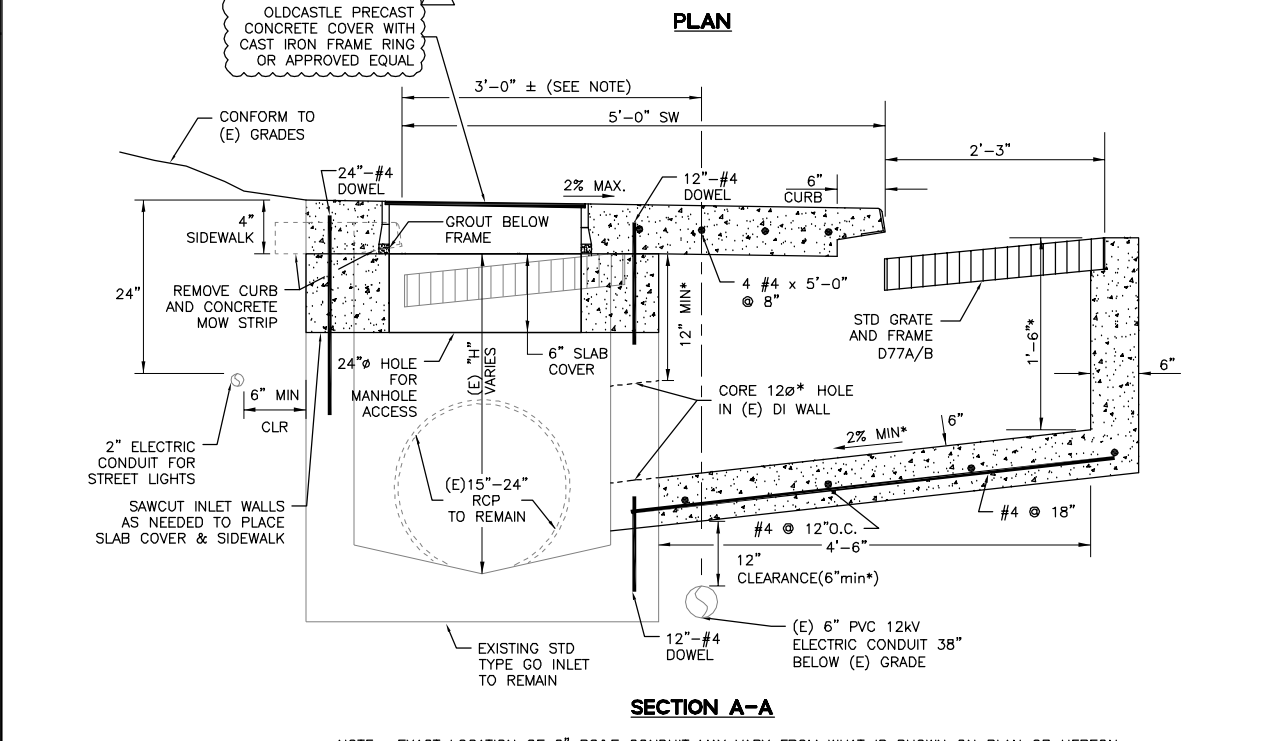 OLDCASTLE PRECAST
CONCRETE COVER WITH
CAST IRON FRAME RING
OR APPROVED EQUAL
PLAN
3'-0" ± (SEE NOTE)
CONFORM TO
(E) GRADES
5'-0" SW
2'-3"
24"-#4
DOWEL
2% MAX.
12"-#4
DOWEL
6"
CURB
4"
SIDEWALK
GROUT BELOW
FRAME
24"
REMOVE CURB
AND CONCRETE
MOW STRIP
12" MIN*
4 #4 x 5'-0"
@ 8"
STD GRATE
AND FRAME
D77A/B
1'-6"*
6"
24"ø HOLE
FOR
MANHOLE
ACCESS
(E) "H"
VARIES
6" SLAB
COVER
6" MIN
CLR
CORE 12ø* HOLE
IN (E) DI WALL
2% MIN*
6"
2" ELECTRIC
CONDUIT FOR
STREET LIGHTS
(E)15"-24"
RCP
TO REMAIN
SAWCUT INLET WALLS
AS NEEDED TO PLACE
SLAB COVER & SIDEWALK
#4 @ 12"O.C.
#4 @ 18"
4'-6"
12"
CLEARANCE(6"min*)
12"-#4
DOWEL
(E) 6" PVC 12kV
ELECTRIC CONDUIT 38"
BELOW (E) GRADE
EXISTING STD
TYPE GO INLET
TO REMAIN
SECTION A-A